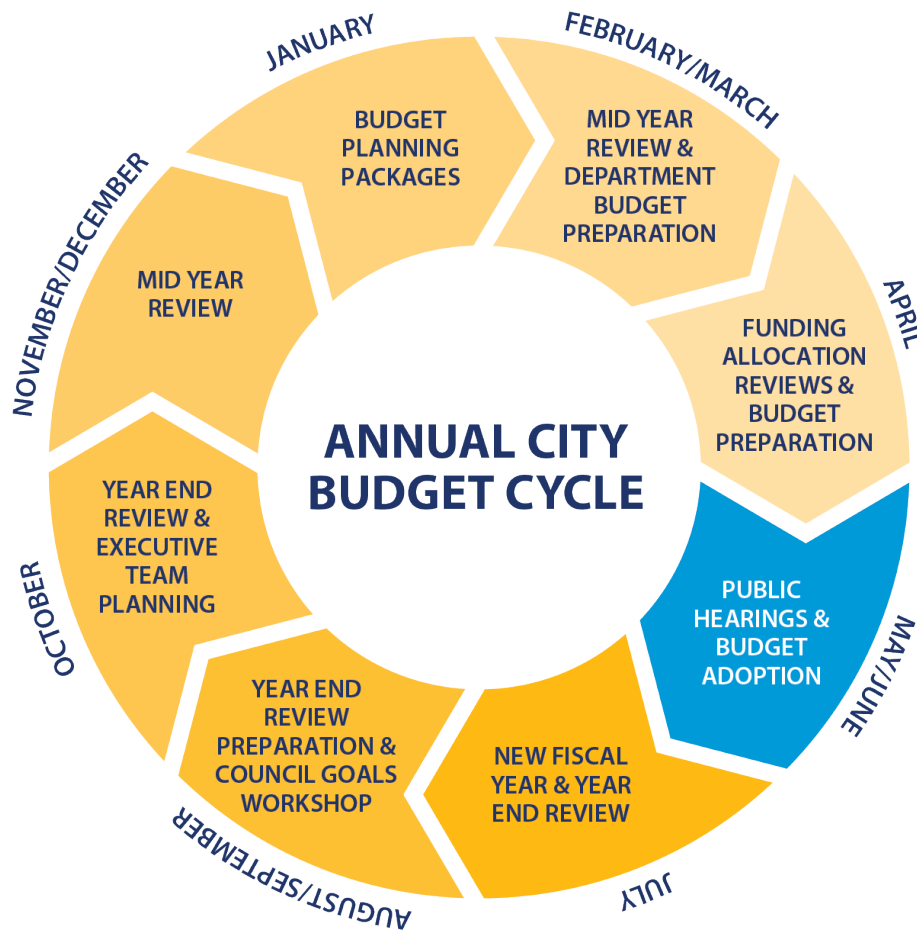 ANNUAL CITY
BUDGET CYCLE
JANUARY
BUDGET
PLANNING
PACKAGES
FEBRUARY/MARCH
MID YEAR
REVIEW &
DEPARTMENT
BUDGET
PREPARATION
APRIL
FUNDING
ALLOCATION
REVIEWS &
BUDGET
PREPARATION
MAY/JUNE
PUBLIC
HEARINGS &
BUDGET
ADOPTION
JULY
NEW FISCAL
YEAR & YEAR
END REVIEW
AUGUST/SEPTEMBER
YEAR END
REVIEW
PREPARATION &
COUNCIL GOALS
WORKSHOP
OCTOBER
YEAR END
REVIEW &
EXECUTIVE
TEAM
PLANNING
NOVEMBER/DECEMBER
MID YEAR
REVIEW